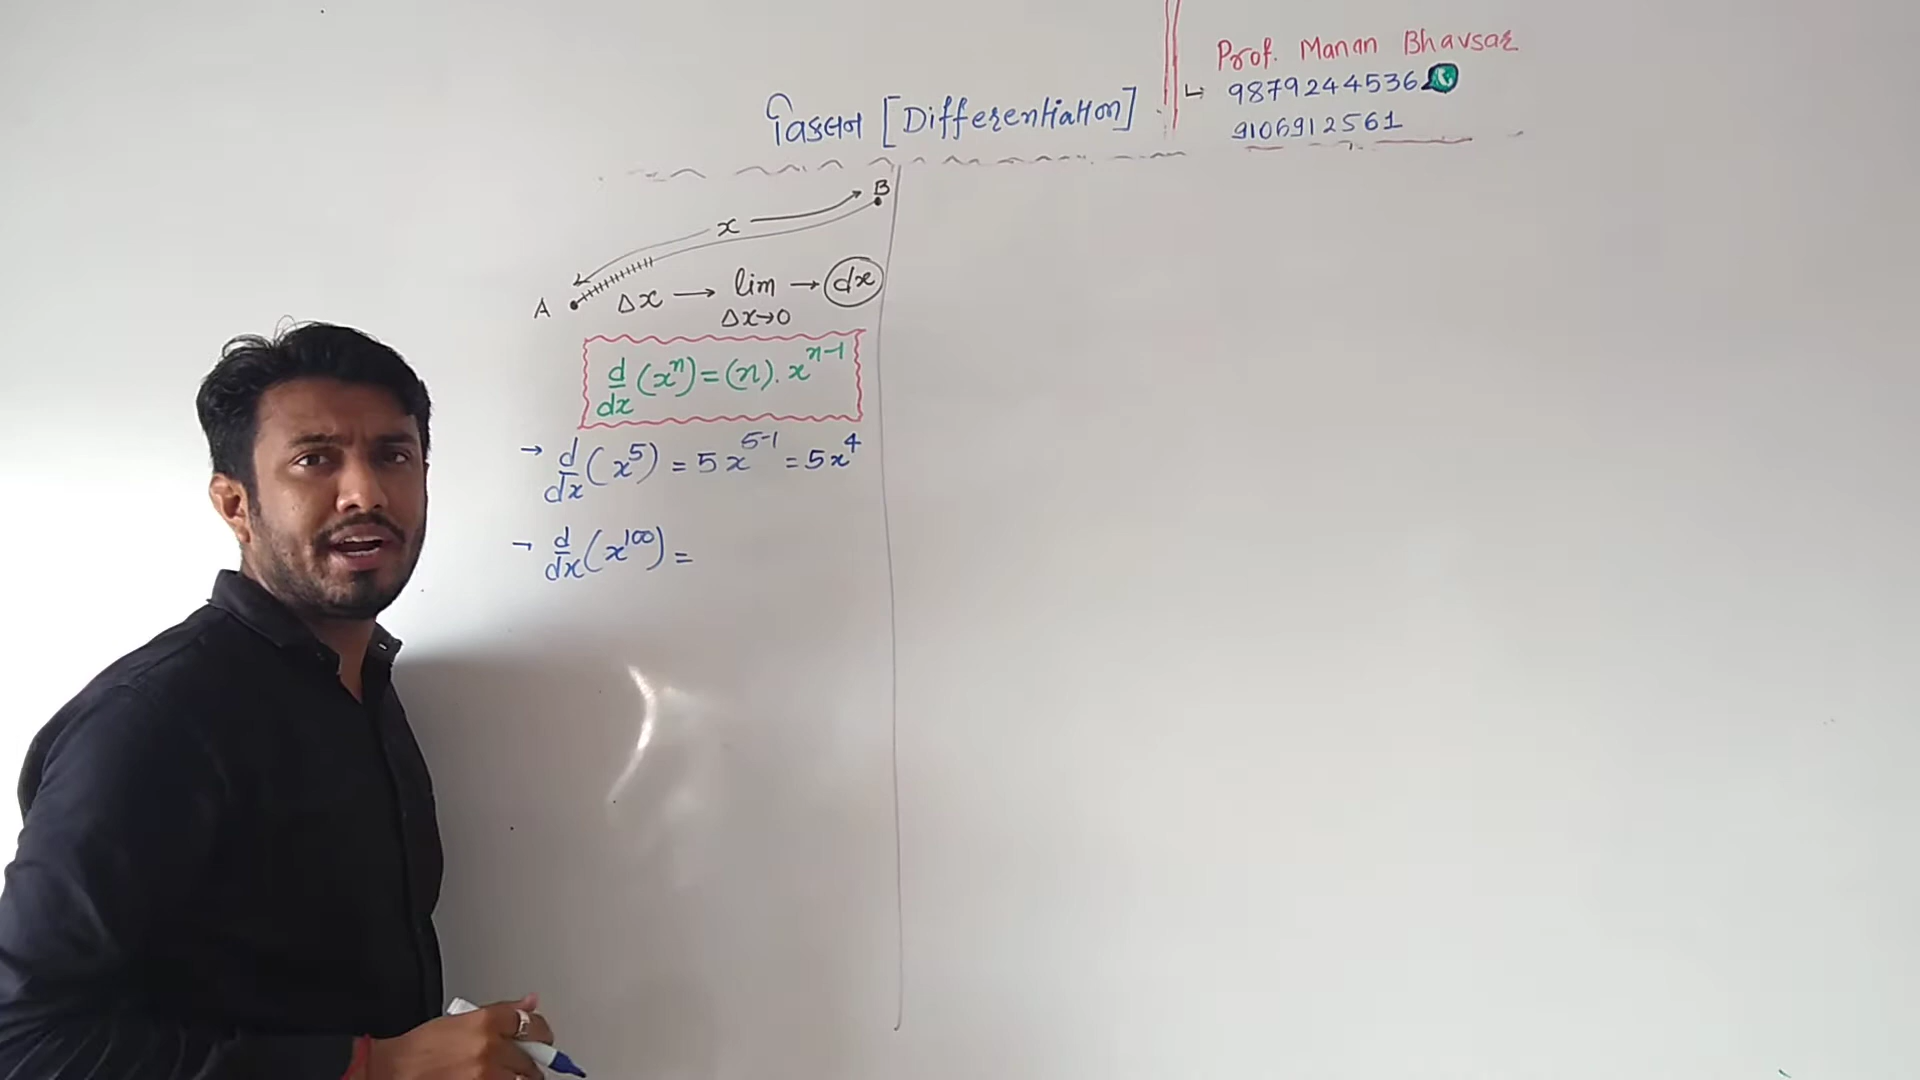 Prof. Manan Bhavsar
9879244536
9106912561
વિકલન [Differentiation]
B
x
A
Δx → lim → dx
Δx→0
d/dx (xⁿ) = (n). xⁿ⁻¹
→ d/dx (x⁵) = 5x⁵⁻¹ = 5x⁴
→ d/dx (x¹⁰⁰) =